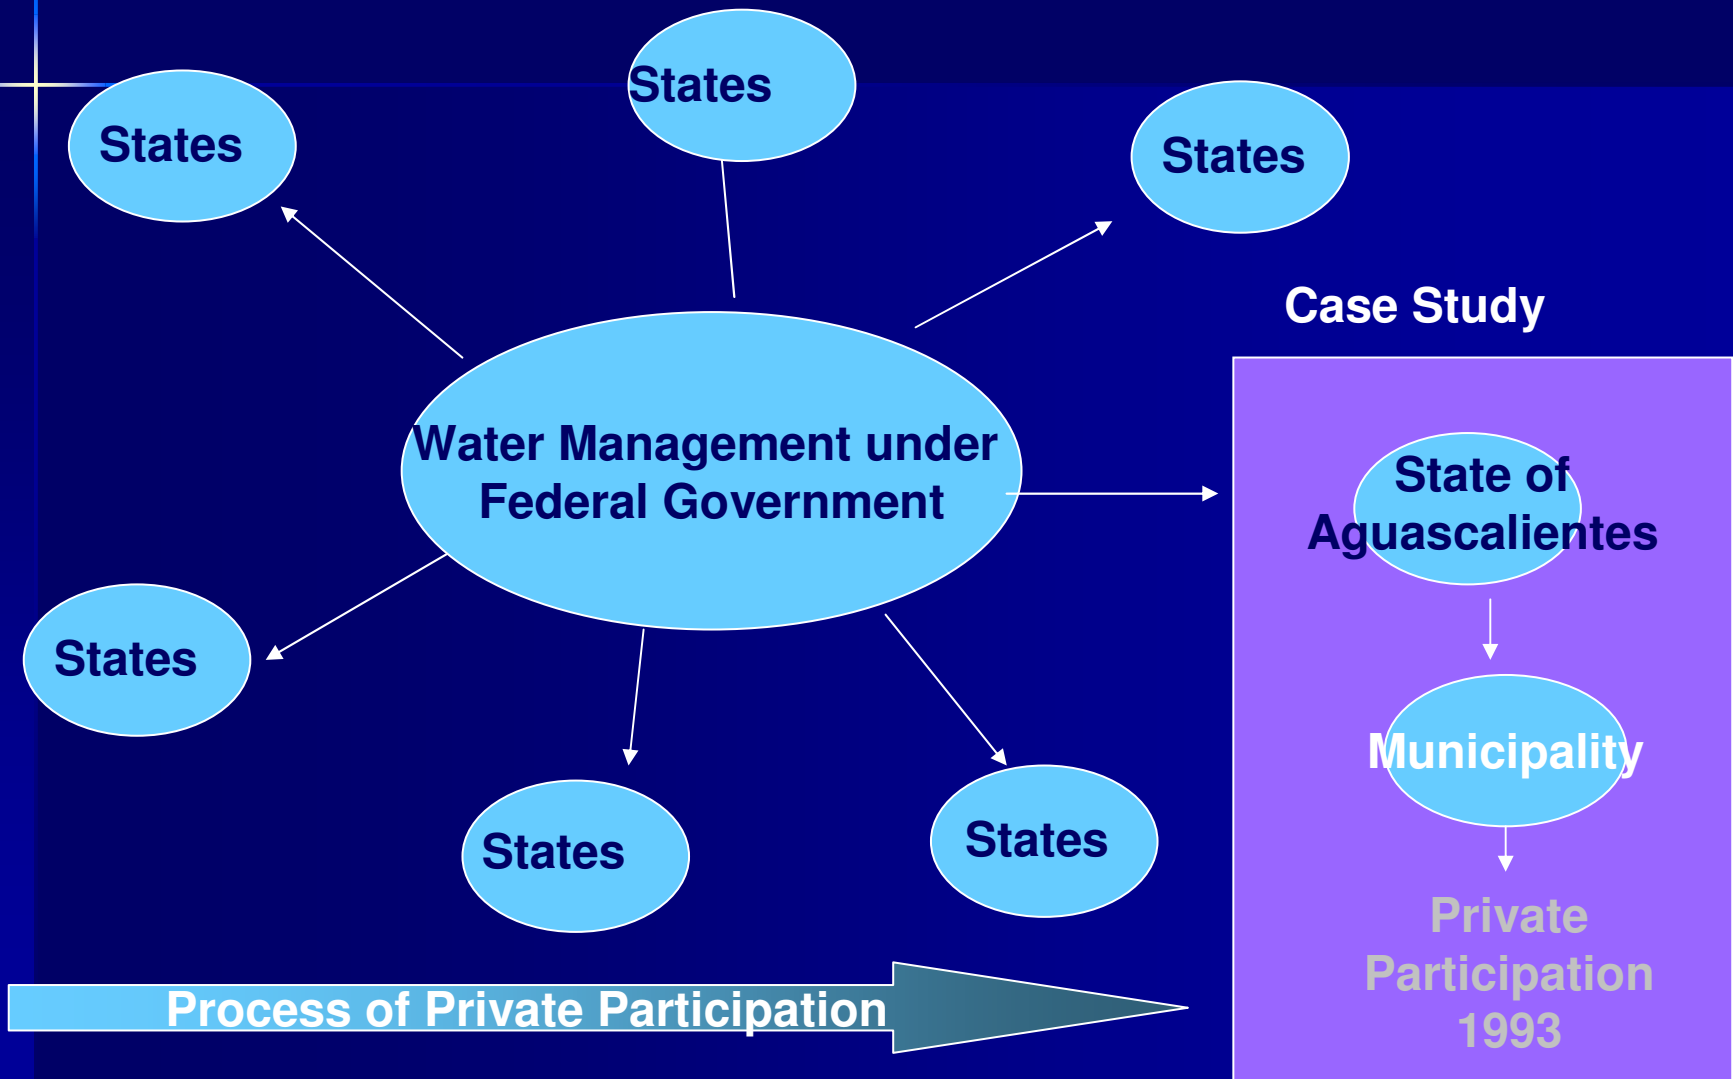 States
States
States
Case Study
Water Management under
Federal Government
State of
Aguascalientes
States
Municipality
States
States
Private
Participation
1993
Process of Private Participation